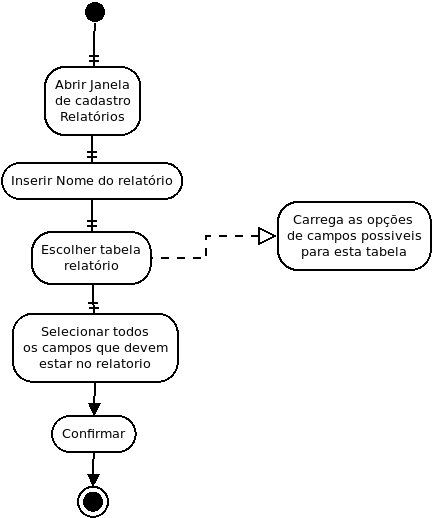 Abrir Janela
de cadastro
Relatórios
Inserir Nome do relatório
Escolher tabela
relatório
Carrega as opções
de campos possiveis
para esta tabela
Selecionar todos
os campos que devem
estar no relatorio
Confirmar